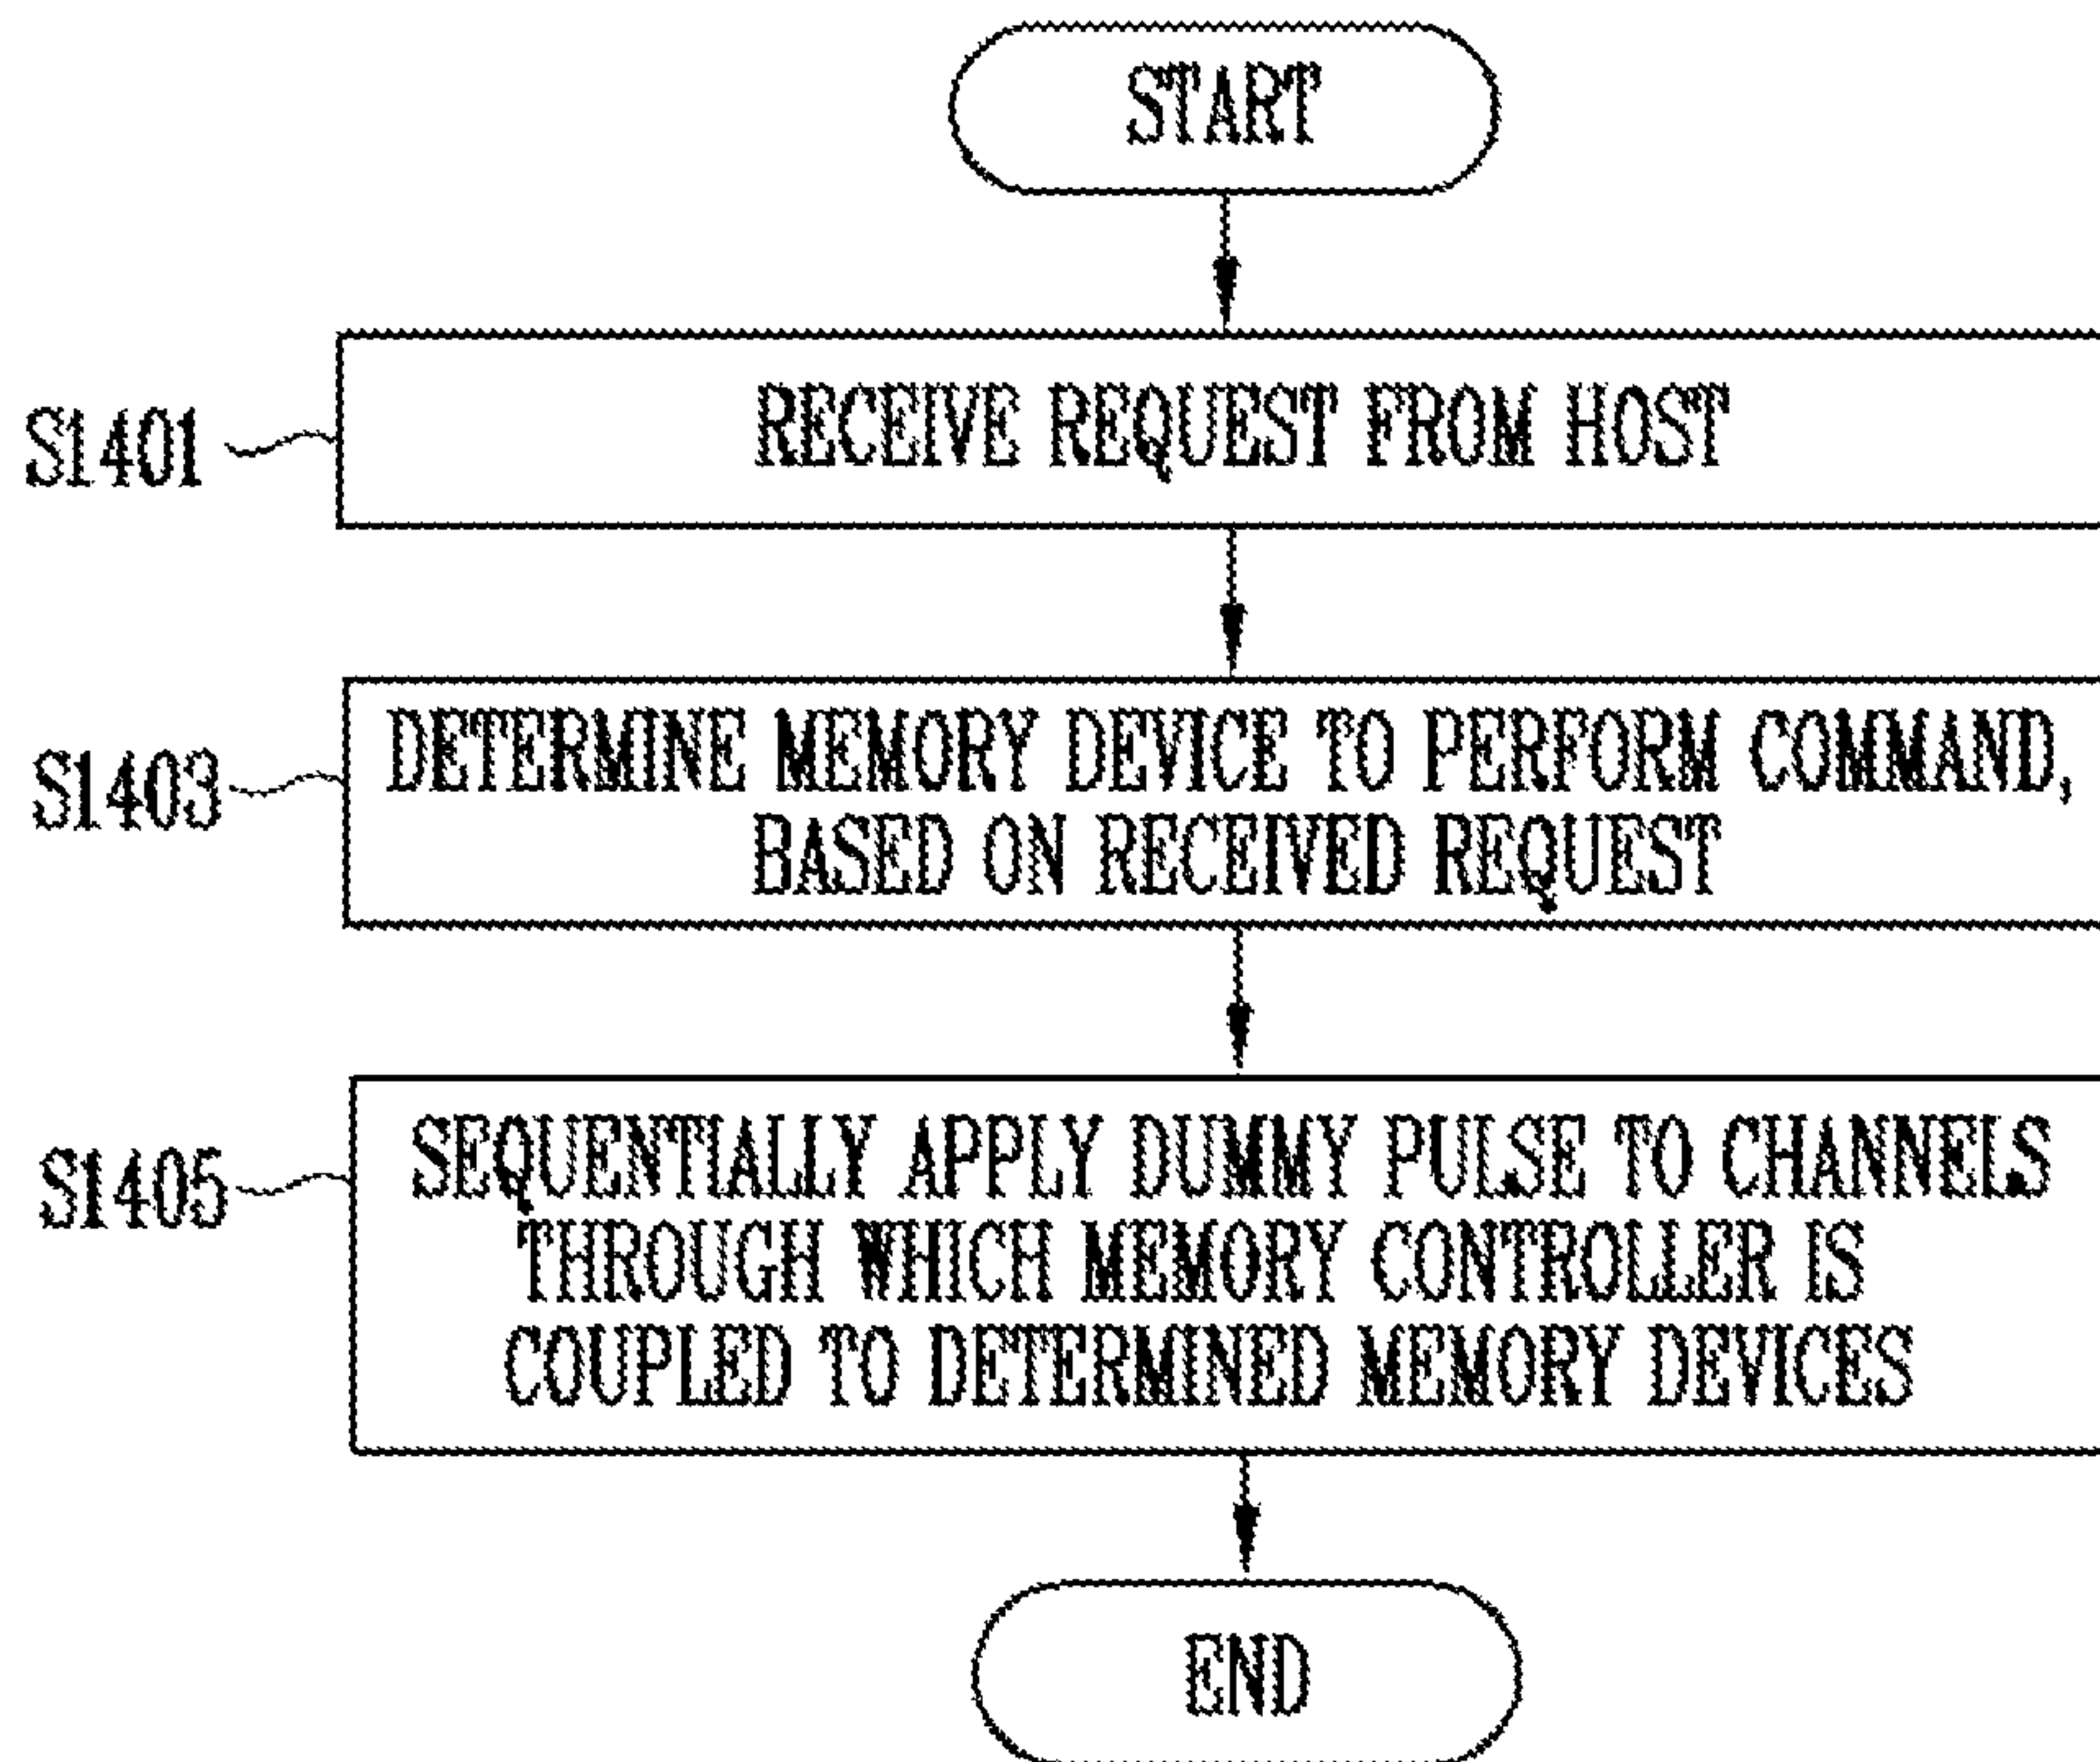 START
S1401
RECEIVE REQUEST FROM HOST
S1403
DETERMINE MEMORY DEVICE TO PERFORM COMMAND,
BASED ON RECEIVED REQUEST
S1405
SEQUENTIALLY APPLY DUMMY PULSE TO CHANNELS
THROUGH WHICH MEMORY CONTROLLER IS
COUPLED TO DETERMINED MEMORY DEVICES
END